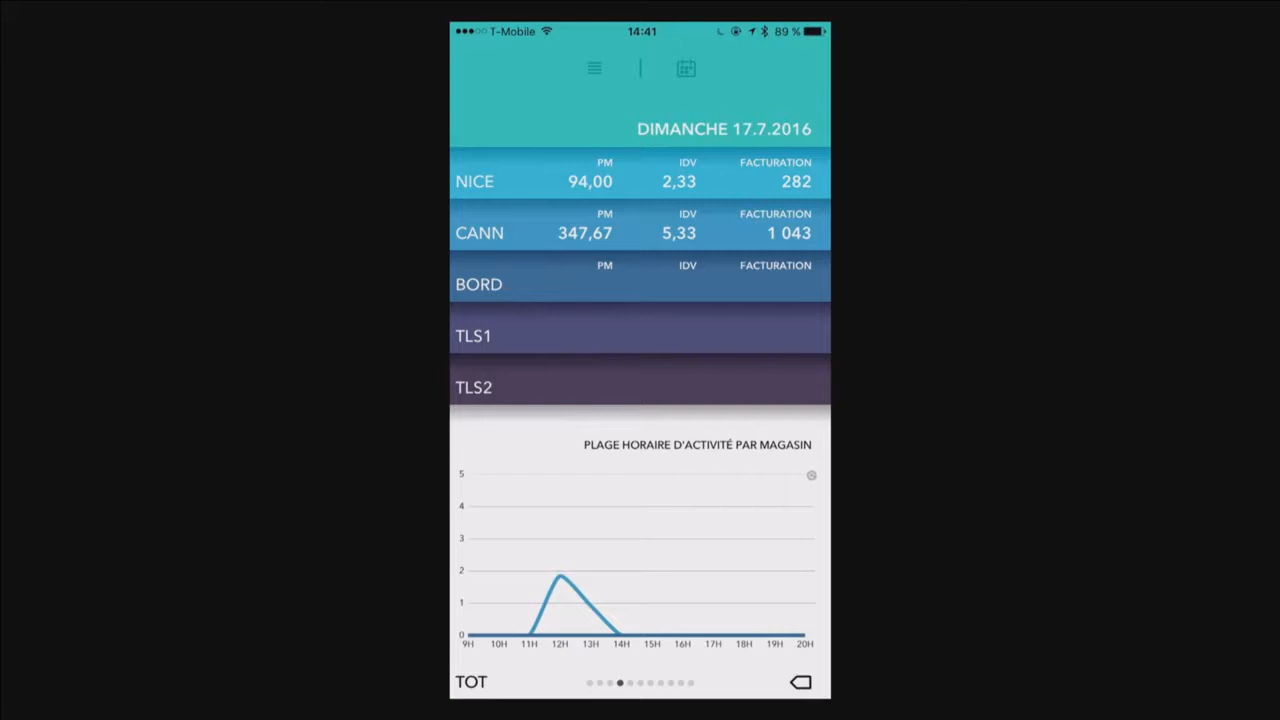 T-Mobile 14:41 89 %
DIMANCHE 17.7.2016
PM IDV FACTURATION
NICE 94,00 2,33 282
PM IDV FACTURATION
CANN 347,67 5,33 1 043
PM IDV FACTURATION
BORD
TLS1
TLS2
PLAGE HORAIRE D'ACTIVITÉ PAR MAGASIN
5
4
3
2
1
0
9H 10H 11H 12H 13H 14H 15H 16H 17H 18H 19H 20H
TOT